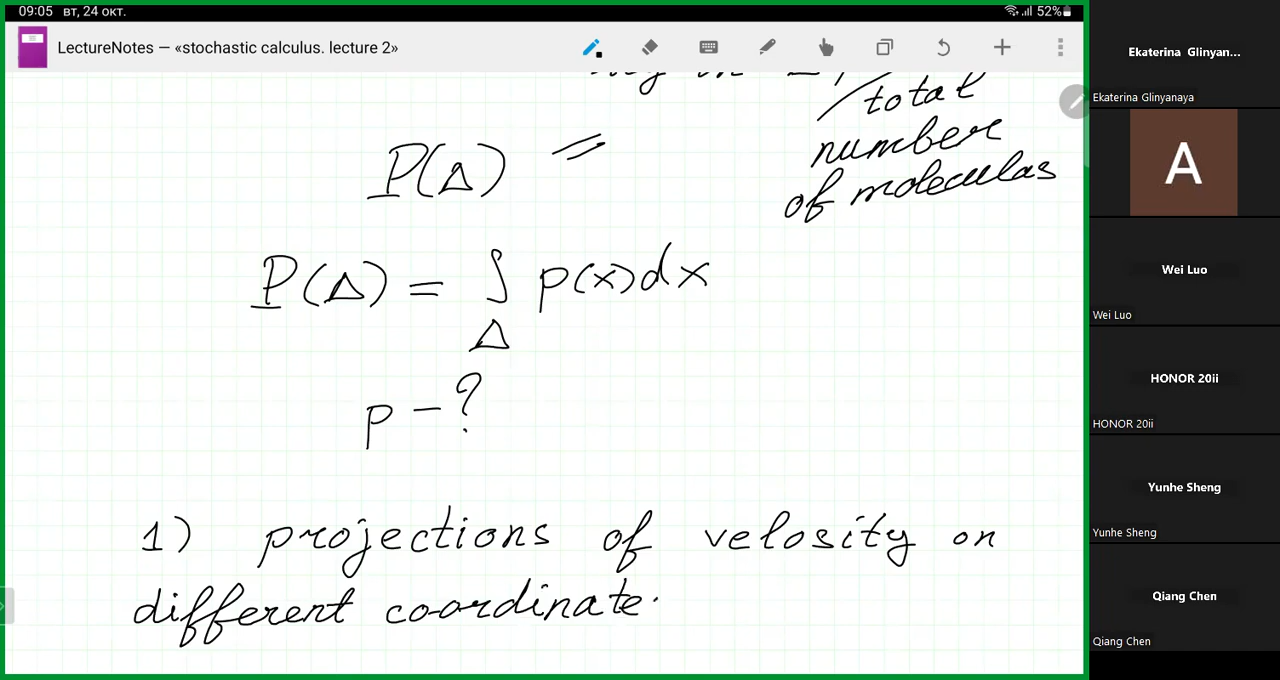 09:05 вт, 24 окт.
52%
LectureNotes — «stochastic calculus. lecture 2»
total
number
of moleculas
P(Δ) =
P(Δ) = ∫ p(x)dx
Δ
p – ?
1) projections of velosity on
different coordinate.
Ekaterina Glinyan...
Ekaterina Glinyanaya
A
Wei Luo
Wei Luo
HONOR 20ii
HONOR 20ii
Yunhe Sheng
Yunhe Sheng
Qiang Chen
Qiang Chen